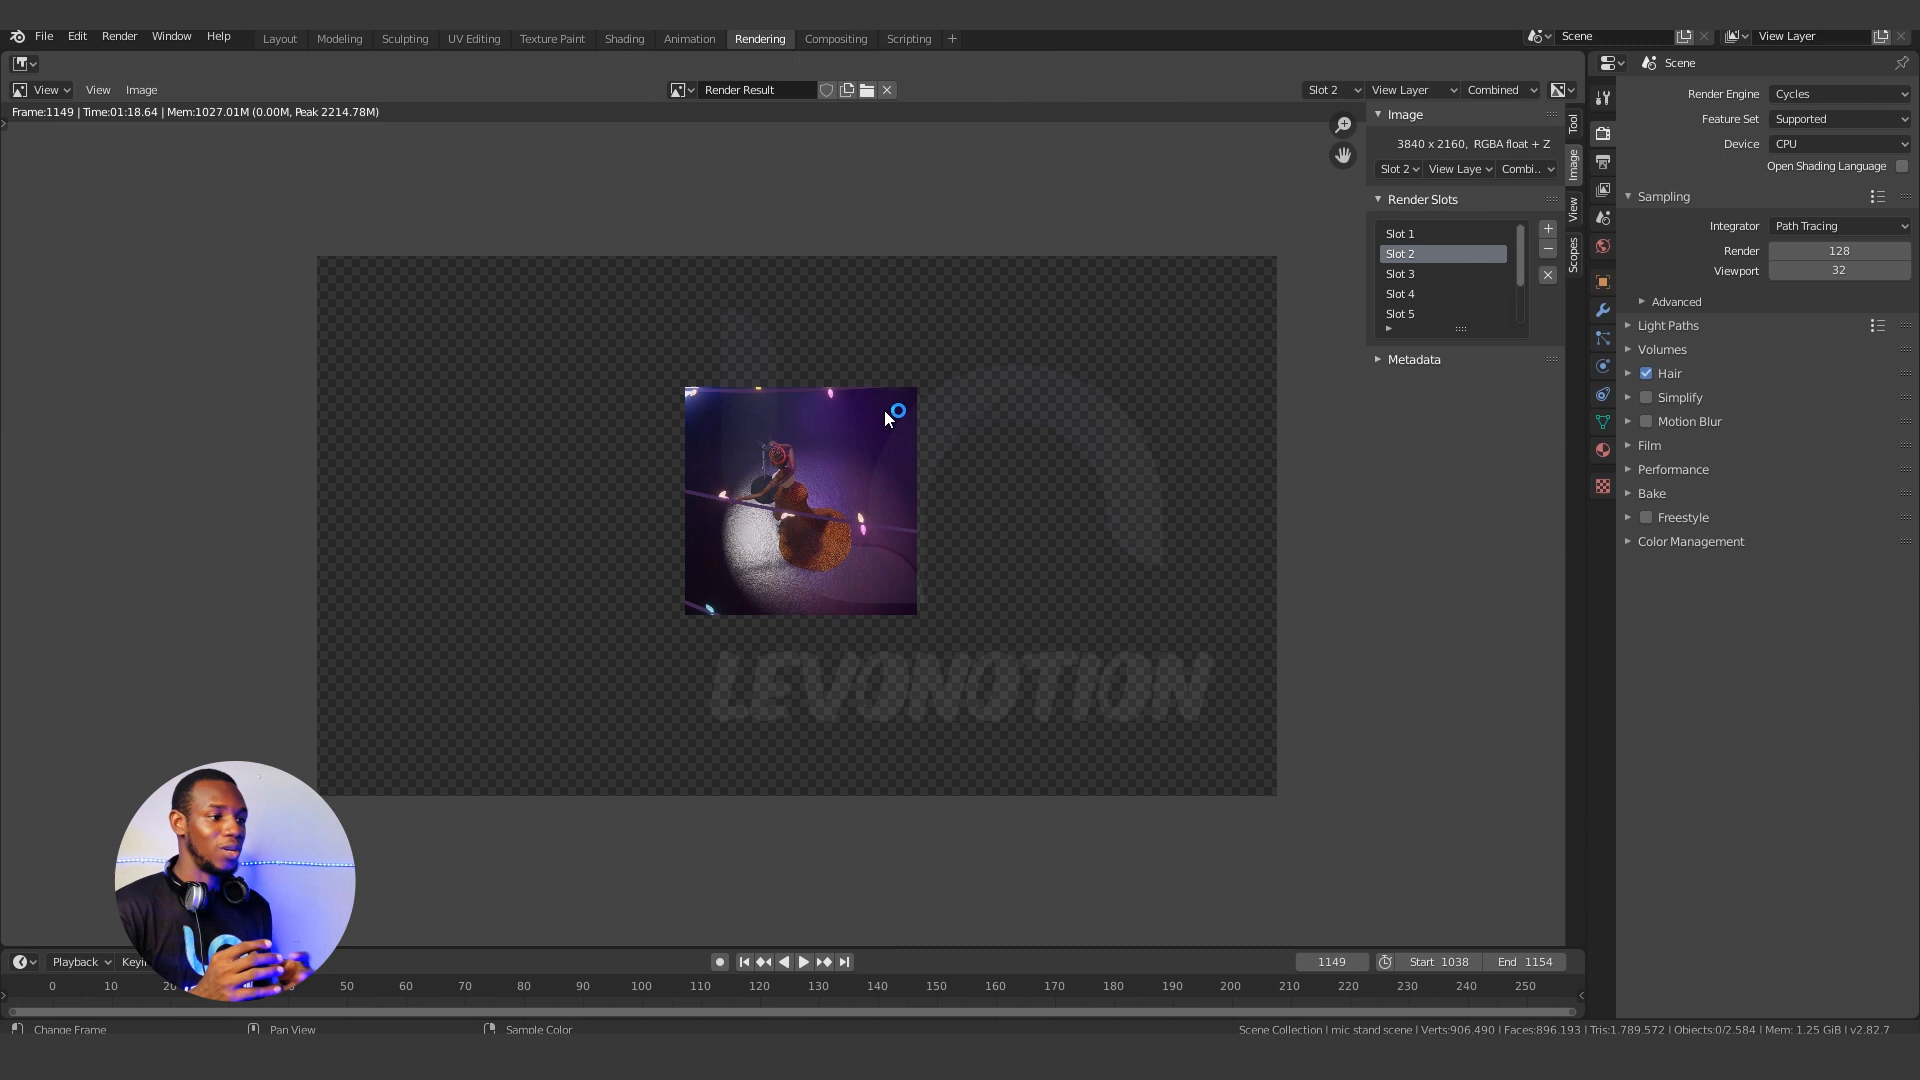 File Edit Render Window Help Layout Modeling Sculpting UV Editing Texture Paint Shading Animation Rendering Compositing Scripting + Scene View Layer
Scene
View View Image Render Result Slot 2 View Layer Combined
Frame:1149 | Time:01:18.64 | Mem:1027.01M (0.00M, Peak 2214.78M)
Image
3840 x 2160, RGBA float + Z
Slot 2 View Laye Combi..
Render Slots
Slot 1
Slot 2
Slot 3
Slot 4
Slot 5
Metadata
Tool
Image
View
Scopes
Render Engine Cycles
Feature Set Supported
Device CPU
Open Shading Language
Sampling
Integrator Path Tracing
Render 128
Viewport 32
Advanced
Light Paths
Volumes
Hair
Simplify
Motion Blur
Film
Performance
Bake
Freestyle
Color Management
LEVONOTION
Playback Keyi 1149 Start 1038 End 1154
0 10 20 50 60 70 80 90 100 110 120 130 140 150 160 170 180 190 200 210 220 230 240 250
Change Frame Pan View Sample Color Scene Collection | mic stand scene | Verts:906,490 | Faces:896,193 | Tris:1,789,572 | Objects:0/2,584 | Mem: 1.25 GiB | v2.82.7